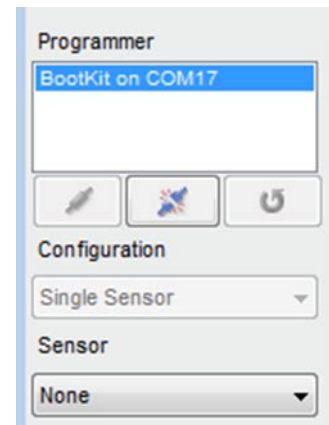 Programmer
BootKit on COM17
Configuration
Single Sensor
Sensor
None